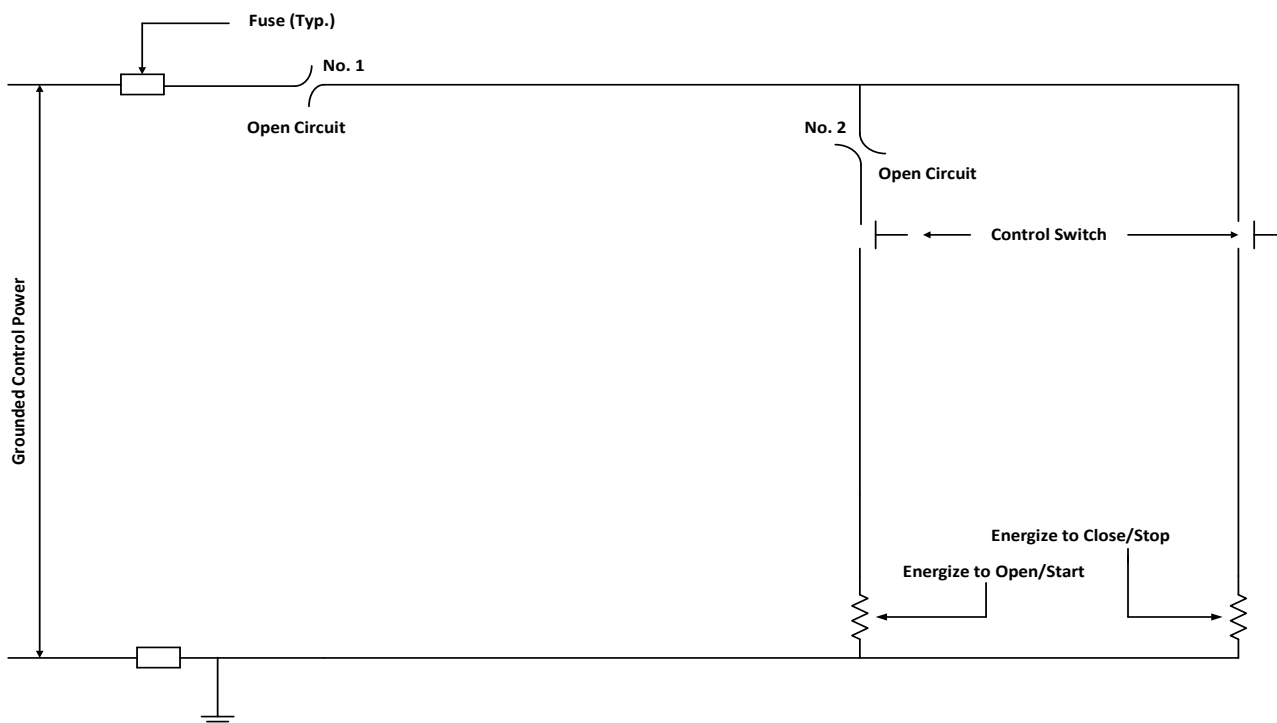 Fuse (Typ.)
No. 1
Open Circuit
No. 2
Open Circuit
Control Switch
Grounded Control Power
Energize to Close/Stop
Energize to Open/Start